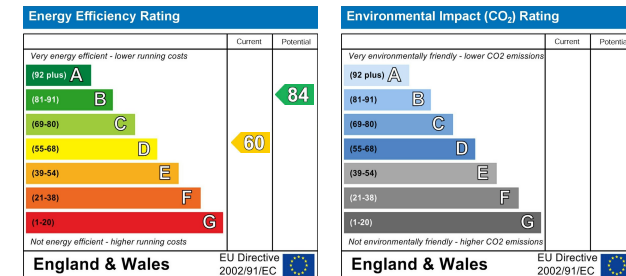 Energy Efficiency Rating
Current Potential
Very energy efficient - lower running costs
(92 plus) A
(81-91) B
84
(69-80) C
(55-68) D
60
(39-54) E
(21-38) F
(1-20) G
Not energy efficient - higher running costs
England & Wales
EU Directive
2002/91/EC
Environmental Impact (CO₂) Rating
Current Potential
Very environmentally friendly - lower CO2 emissions
(92 plus) A
(81-91) B
(69-80) C
(55-68) D
(39-54) E
(21-38) F
(1-20) G
Not environmentally friendly - higher CO2 emissions
England & Wales
EU Directive
2002/91/EC